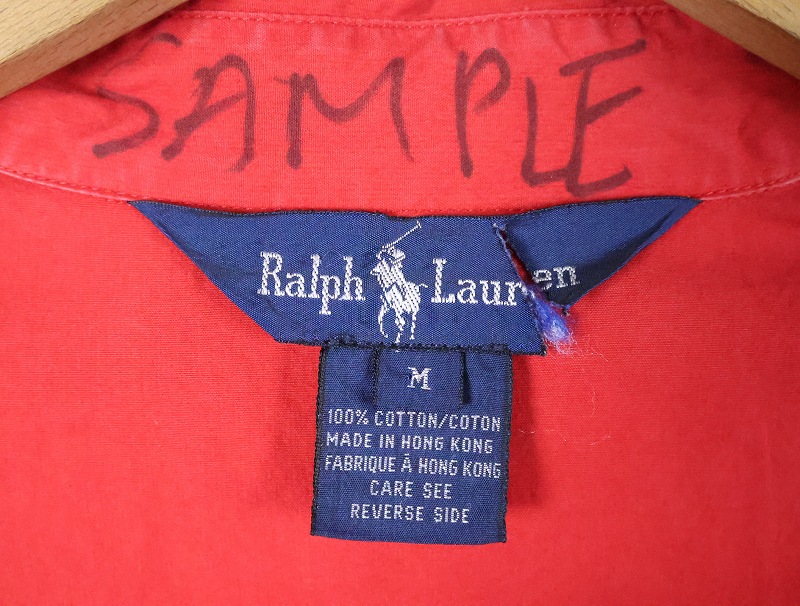 SAMPLE
Ralph Lauren
M
100% COTTON/COTON
MADE IN HONG KONG
FABRIQUE À HONG KONG
CARE SEE
REVERSE SIDE